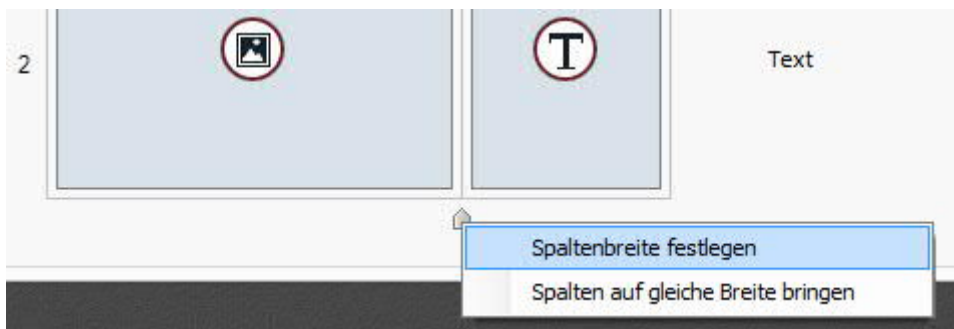 2
T
Text
Spaltenbreite festlegen
Spalten auf gleiche Breite bringen